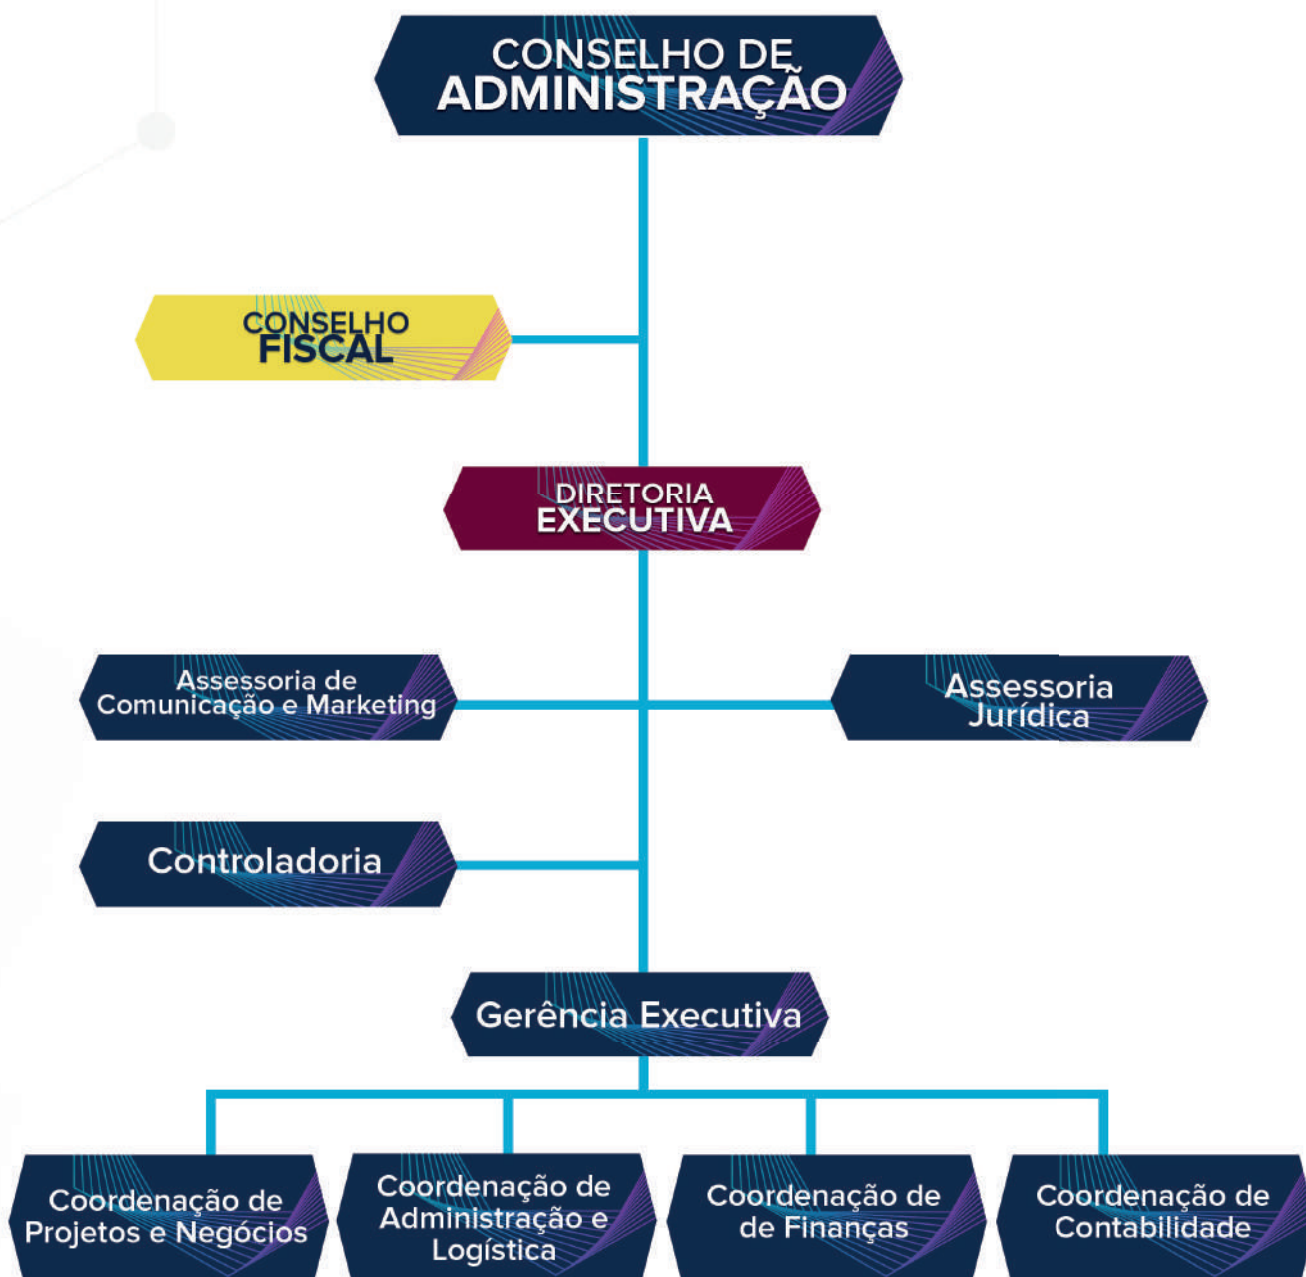 CONSELHO DE
ADMINISTRAÇÃO
CONSELHO
FISCAL
DIRETORIA
EXECUTIVA
Assessoria de
Comunicação e Marketing
Assessoria
Jurídica
Controladoria
Gerência Executiva
Coordenação de
Projetos e Negócios
Coordenação de
Administração e
Logística
Coordenação de
de Finanças
Coordenação de
Contabilidade